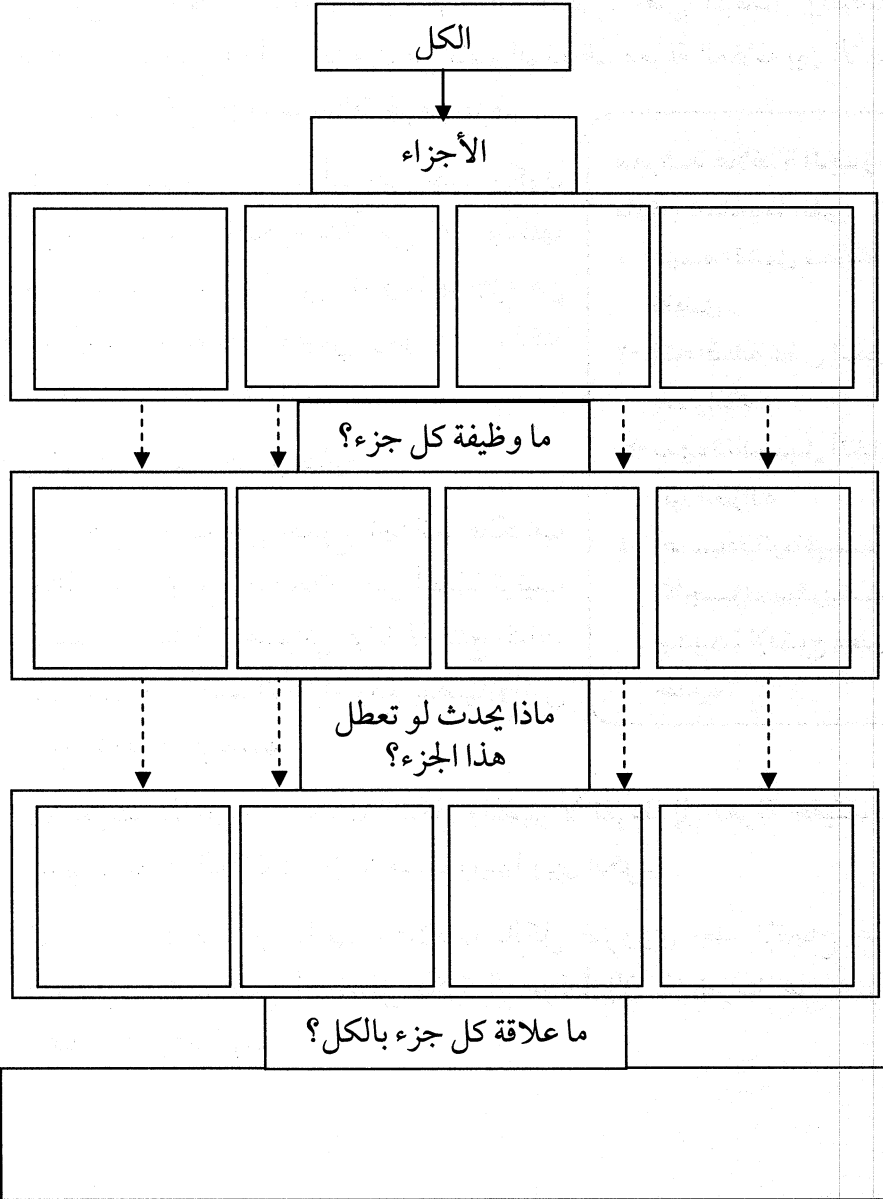 الكل
الأجزاء
ما وظيفة كل جزء؟
ماذا يحدث لو تعطل
هذا الجزء؟
ما علاقة كل جزء بالكل؟